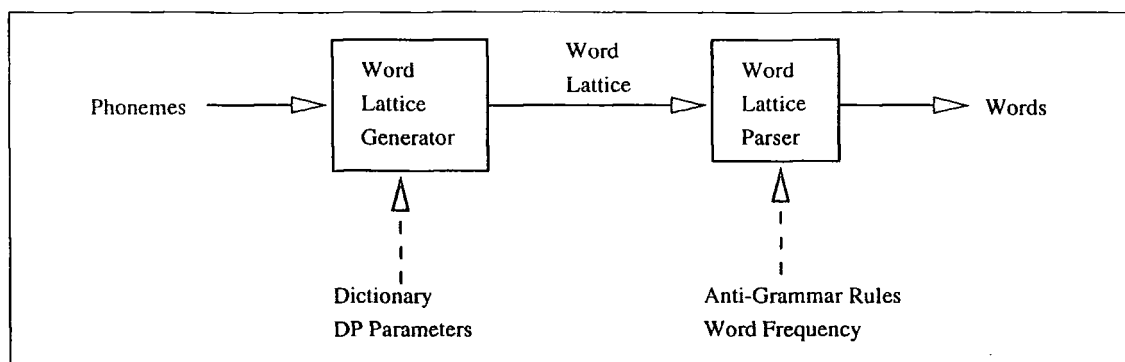 Phonemes
Word
Lattice
Generator
Word
Lattice
Word
Lattice
Parser
Words
Dictionary
DP Parameters
Anti-Grammar Rules
Word Frequency